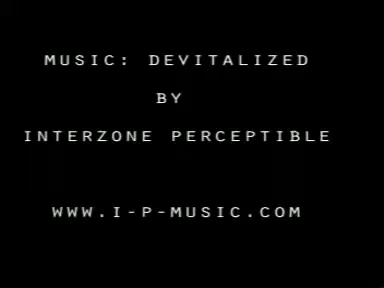 MUSIC: DEVITALIZED
BY
INTERZONE PERCEPTIBLE
WWW.I-P-MUSIC.COM